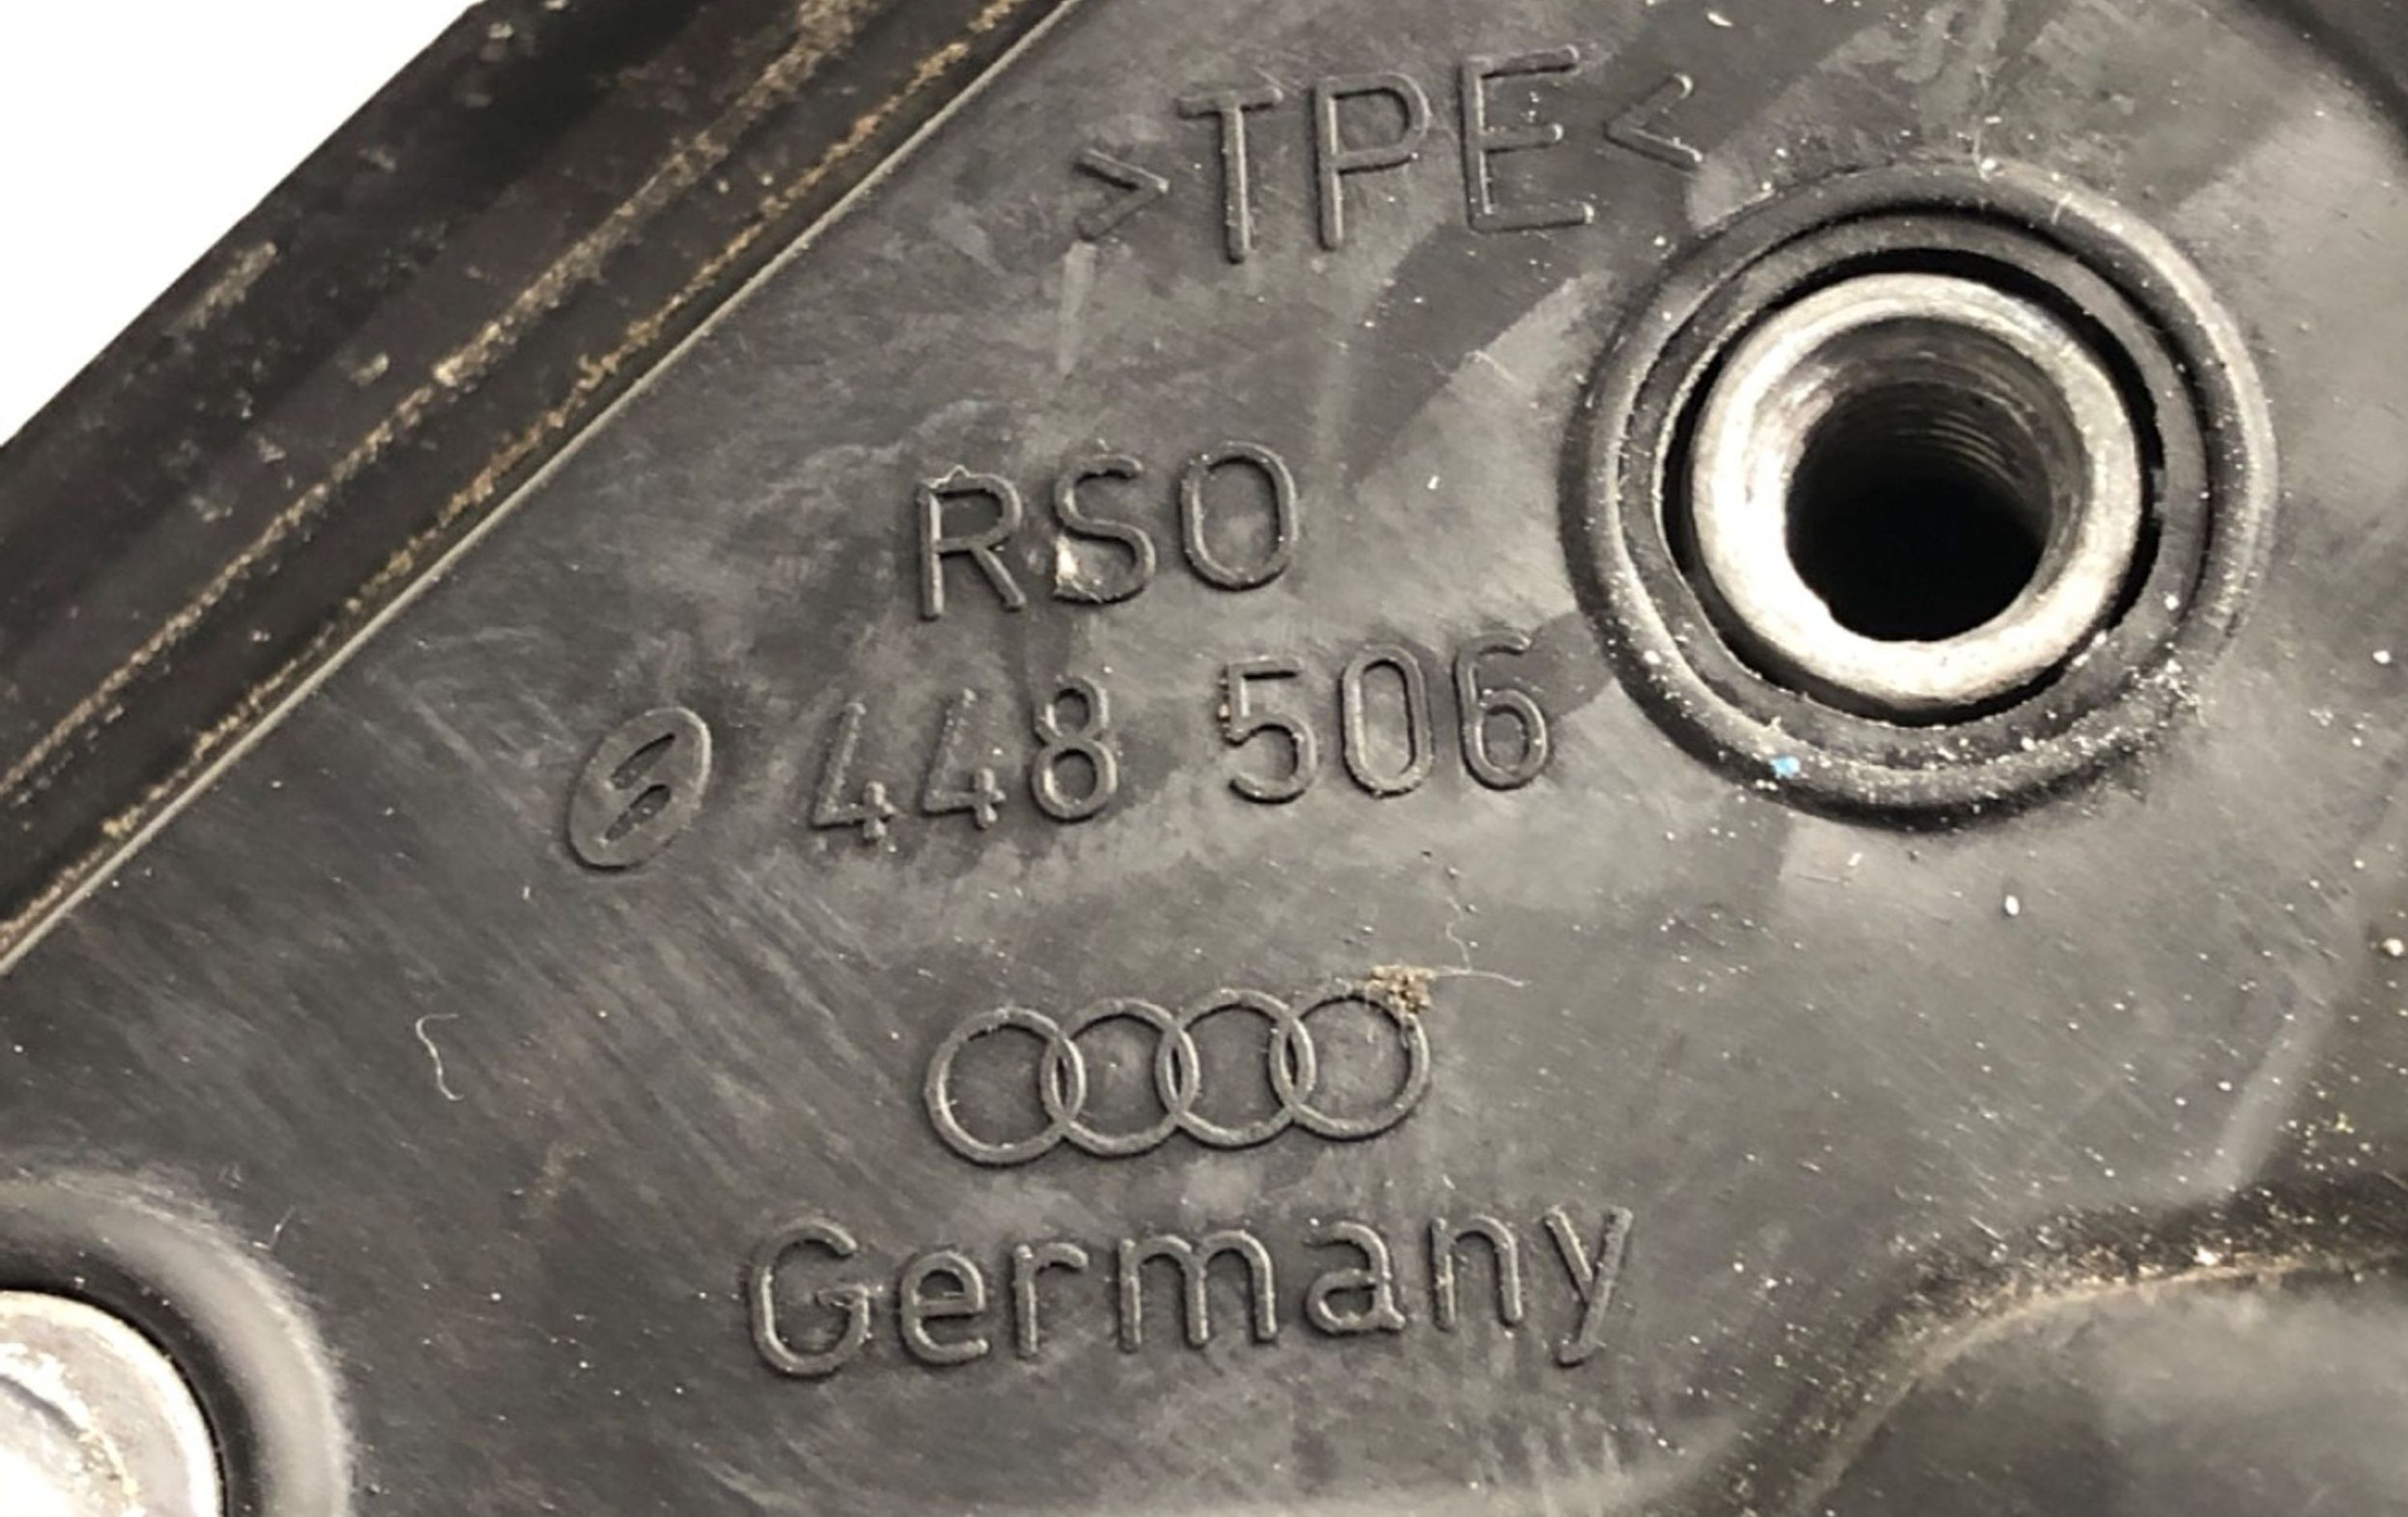 >TPE<
RSO
448 506
Germany